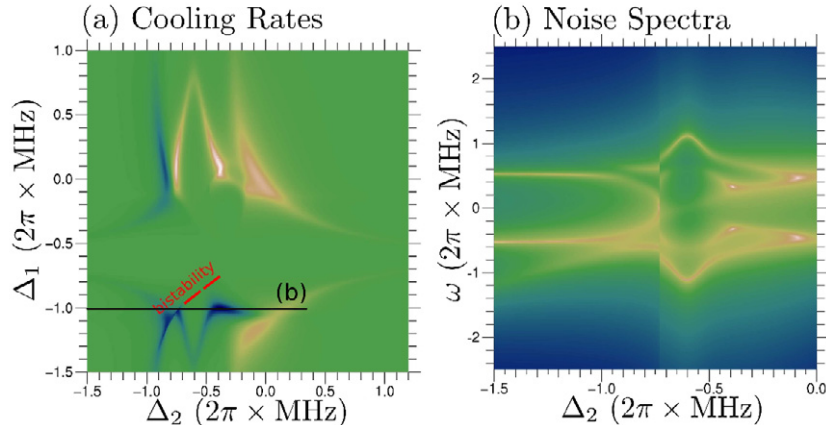 (a) Cooling Rates
(b) Noise Spectra
1.0
0.5
0.0
-0.5
-1.0
-1.5
Δ₁ (2π × MHz)
bistability
(b)
-1.5 -1.0 -0.5 0.0 0.5 1.0
Δ₂ (2π × MHz)
2
1
0
-1
-2
ω (2π × MHz)
-1.5 -1.0 -0.5 0.0
Δ₂ (2π × MHz)